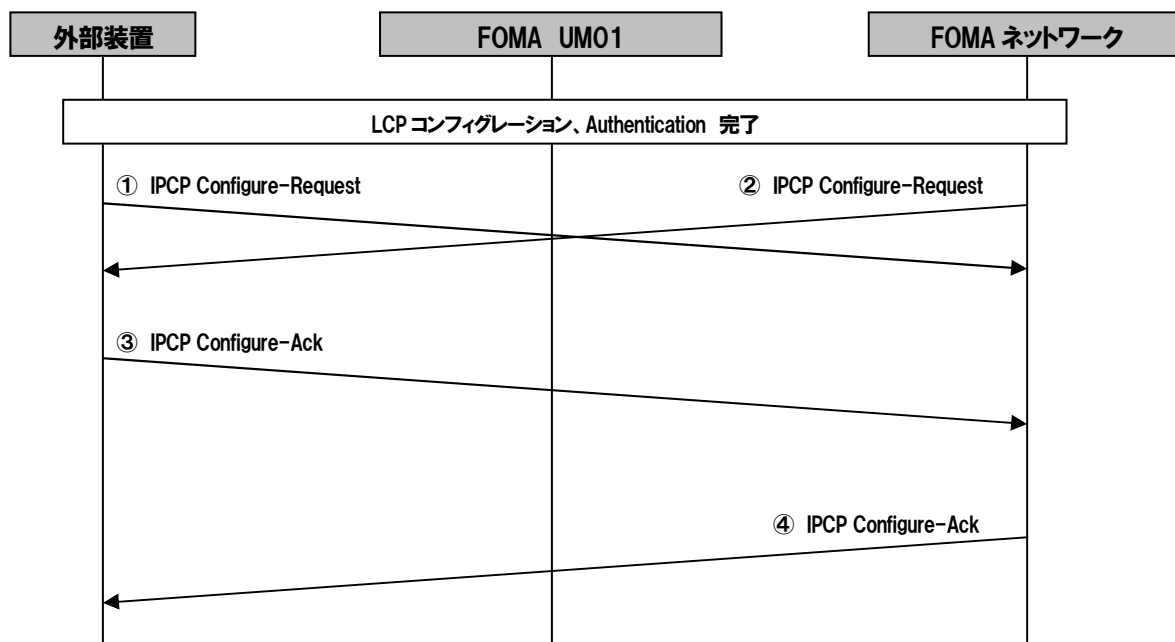 外部装置
FOMA UM01
FOMA ネットワーク
LCP コンフィグレーション、Authentication 完了
① IPCP Configure-Request
② IPCP Configure-Request
③ IPCP Configure-Ack
④ IPCP Configure-Ack